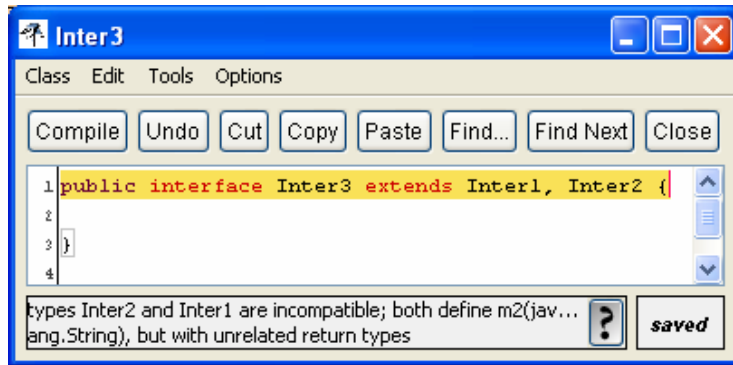 Inter3
Class Edit Tools Options
Compile Undo Cut Copy Paste Find... Find Next Close
1 public interface Inter3 extends Inter1, Inter2 {
2
3 }
4
types Inter2 and Inter1 are incompatible; both define m2(jav...
ang.String), but with unrelated return types
? saved